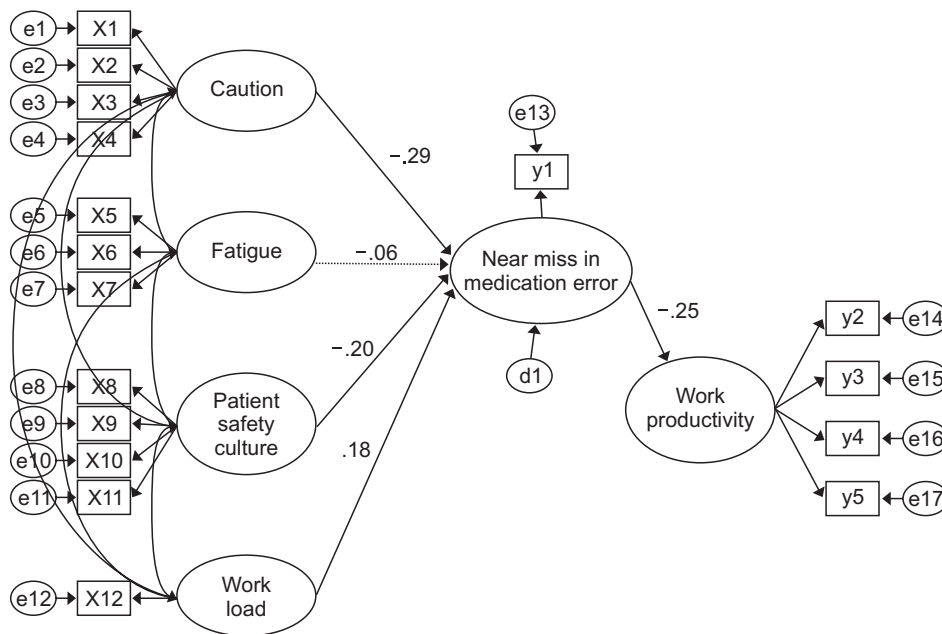 e1 X1
e2 X2
e3 X3
e4 X4
Caution
e5 X5
e6 X6
e7 X7
Fatigue
e8 X8
e9 X9
e10 X10
e11 X11
Patient
safety
culture
e12 X12
Work
load
−.29
−.06
−.20
.18
e13
y1
Near miss in
medication error
d1
−.25
Work
productivity
y2 e14
y3 e15
y4 e16
y5 e17